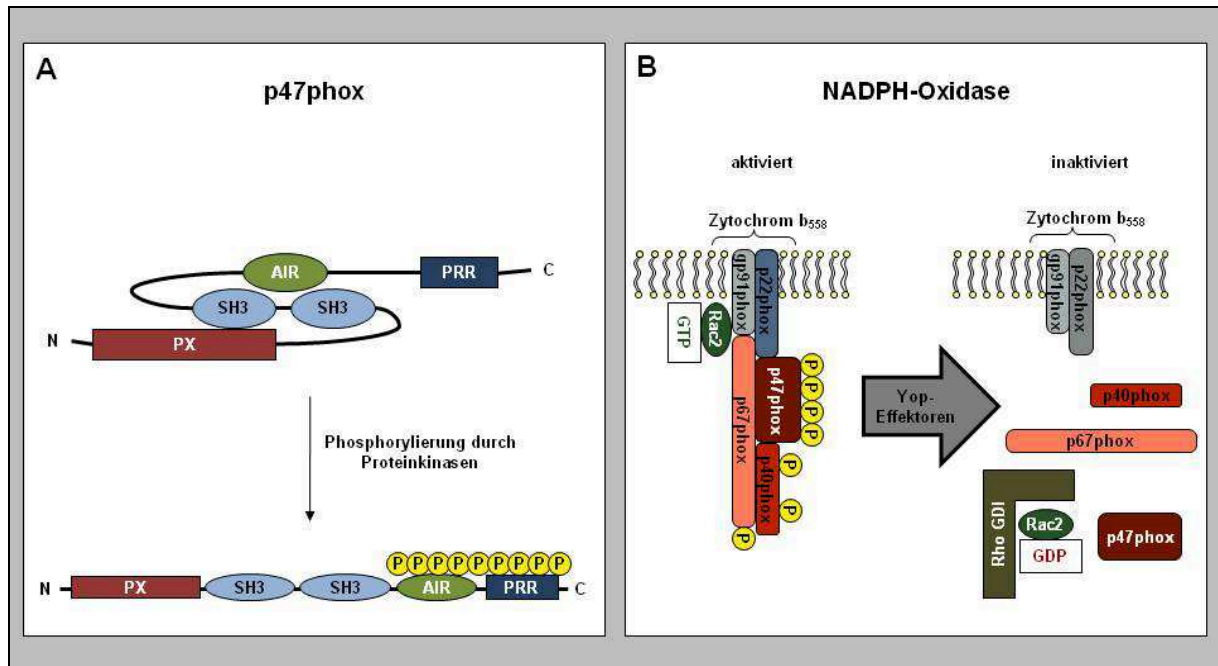 A
p47phox
AIR
PRR
C
SH3
SH3
N
PX
Phosphorylierung durch
Proteinkinasen
P P P P P P P P P
N
PX
SH3
SH3
AIR
PRR
C
B
NADPH-Oxidase
aktiviert
inaktiviert
Zytochrom b558
Zytochrom b558
gp91phox
p22phox
GTP
Rac2
p67phox
p47phox
P
P
P
P
p40phox
P
P
P
Yop-
Effektoren
gp91phox
p22phox
p40phox
p67phox
Rho GDI
Rac2
GDP
p47phox